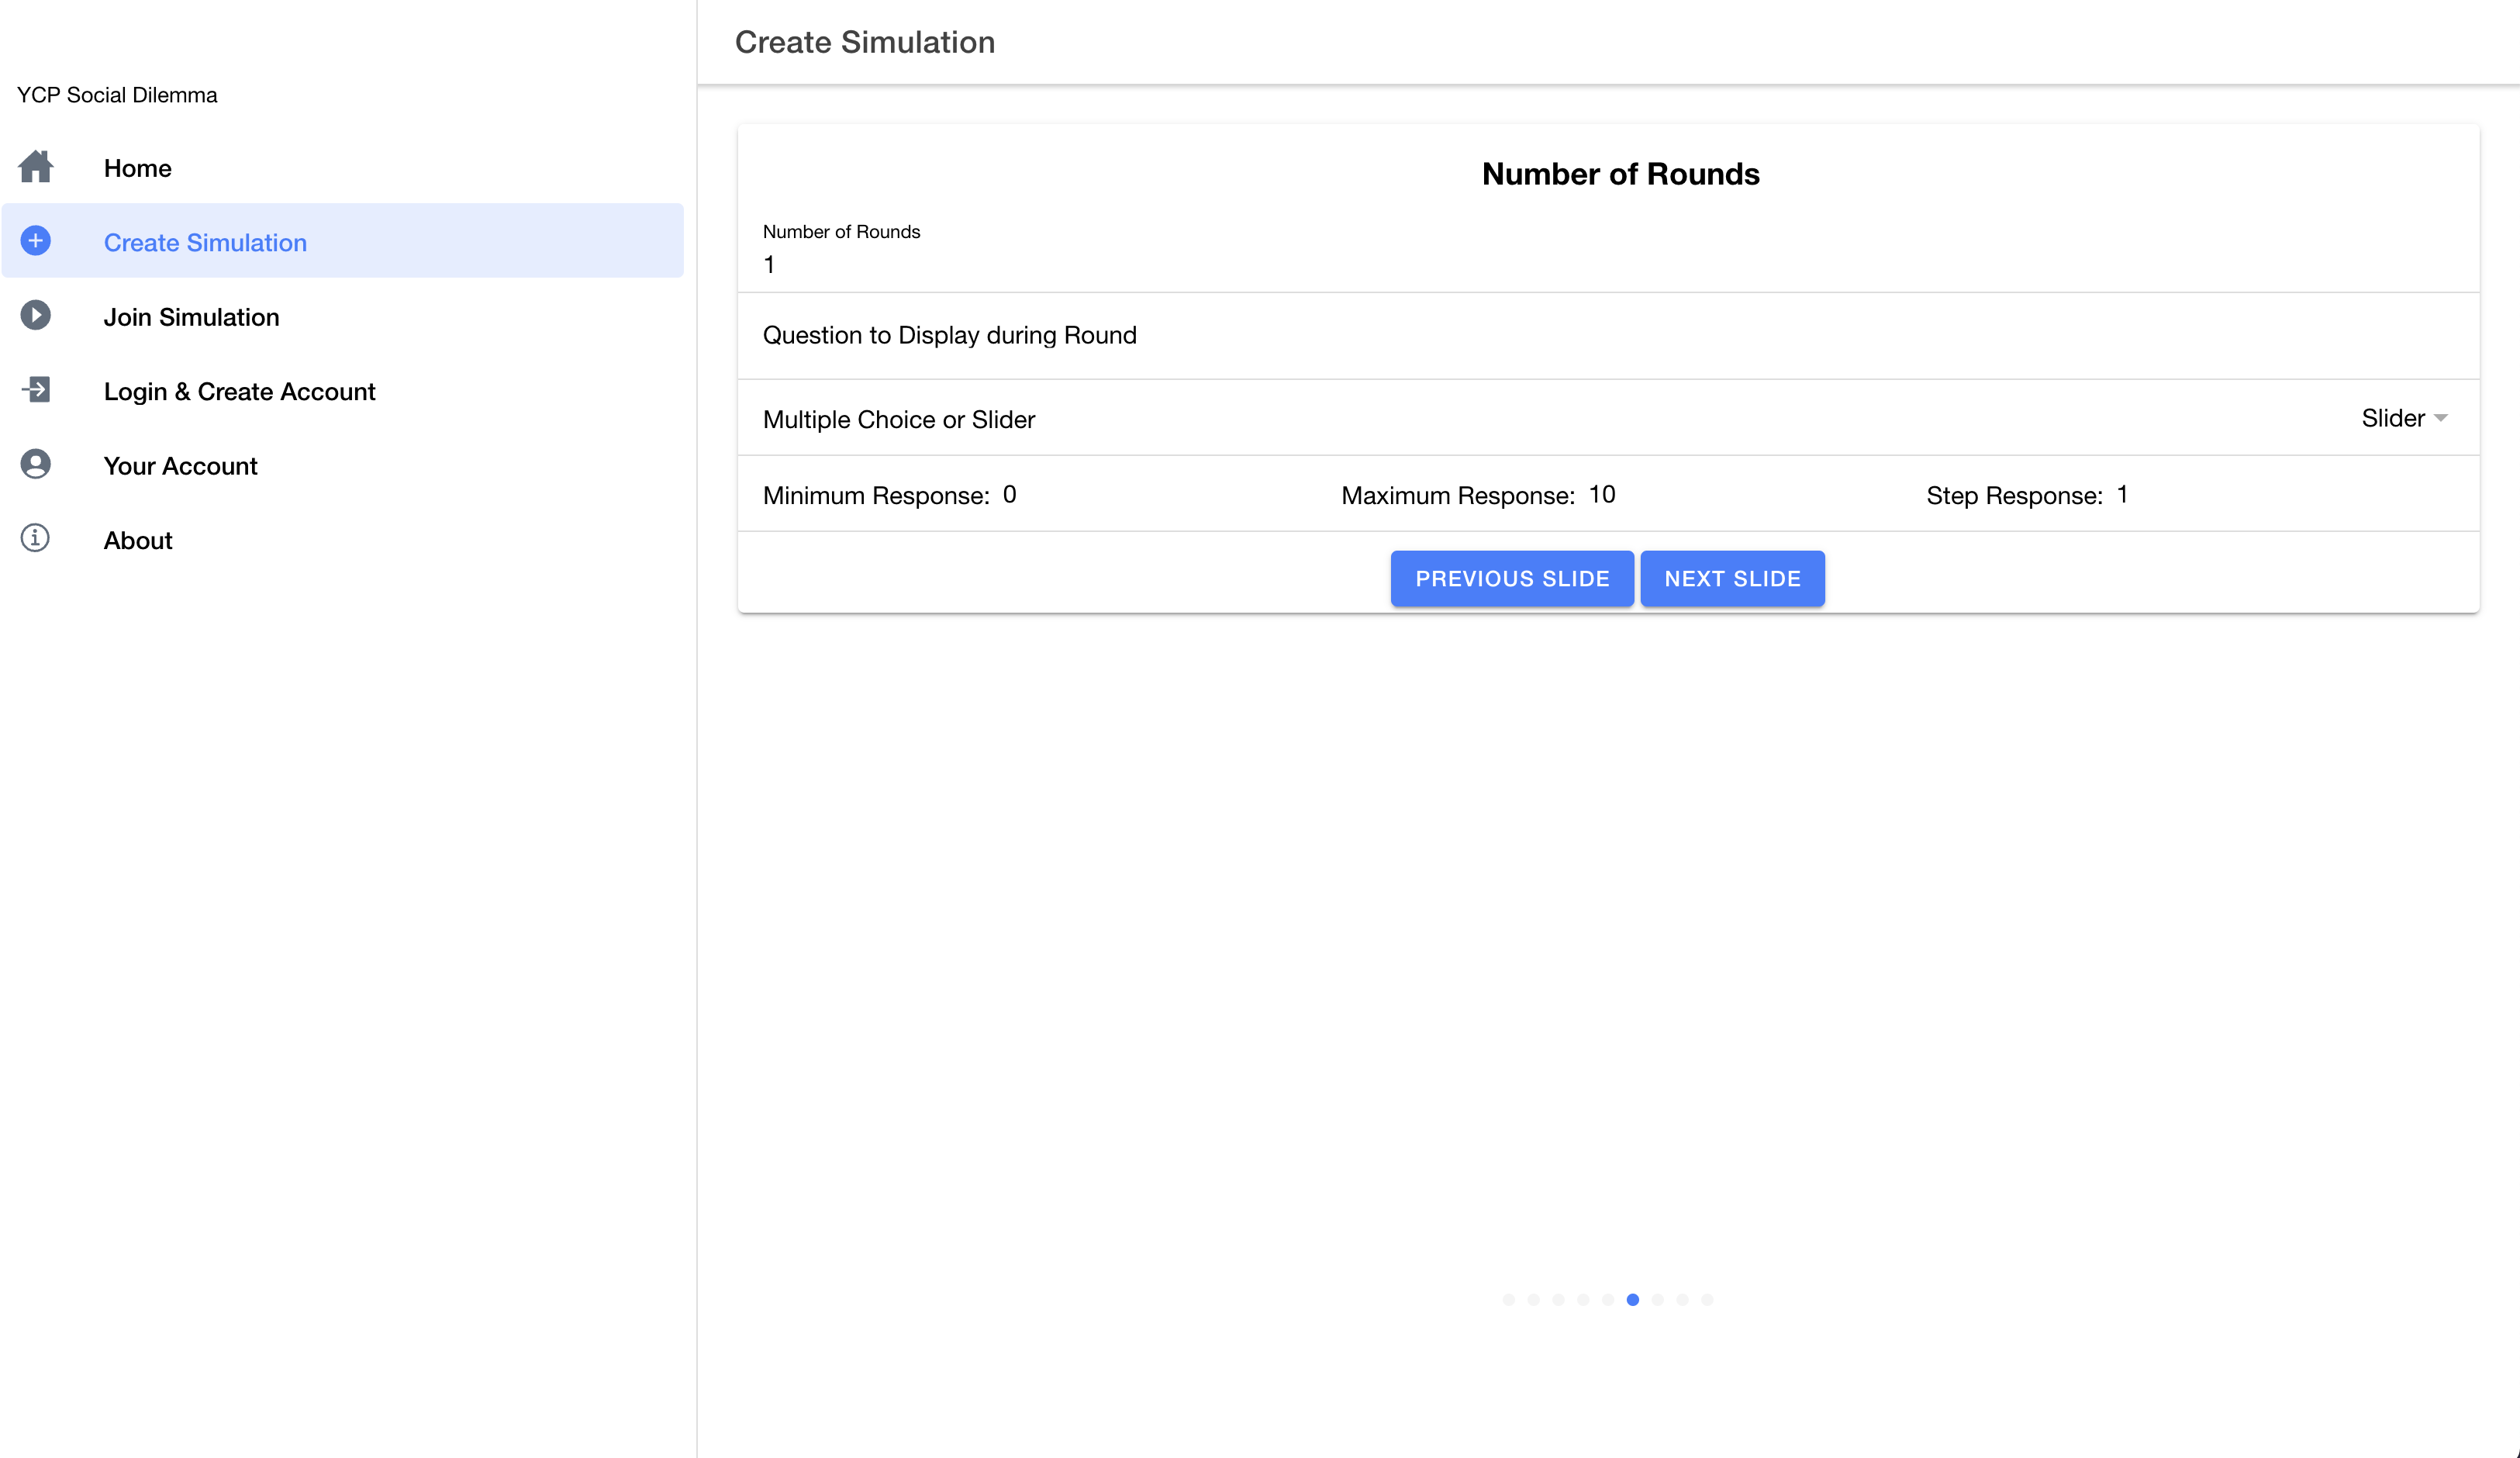 YCP Social Dilemma
Home
Create Simulation
Join Simulation
Login & Create Account
Your Account
About
Create Simulation
Number of Rounds
Number of Rounds
1
Question to Display during Round
Multiple Choice or Slider Slider
Minimum Response: 0 Maximum Response: 10 Step Response: 1
PREVIOUS SLIDE NEXT SLIDE